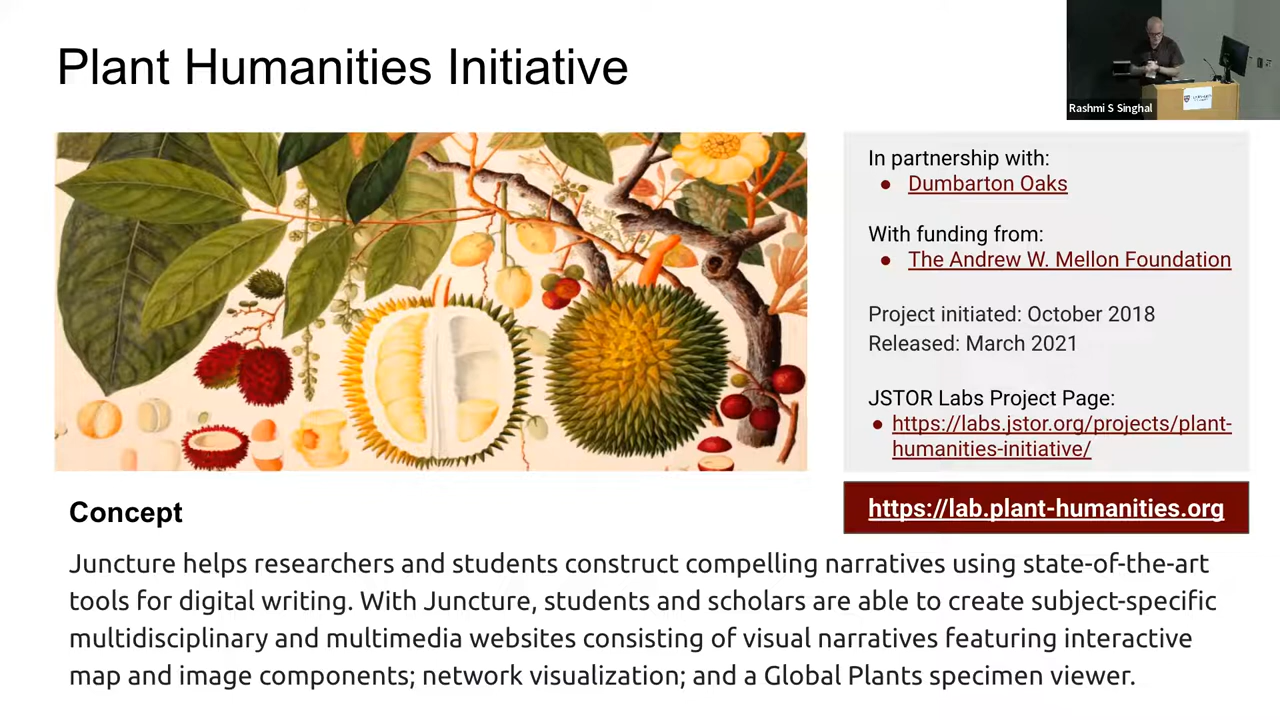 Plant Humanities Initiative
Rashmi S Singhal
In partnership with:
● Dumbarton Oaks
With funding from:
● The Andrew W. Mellon Foundation
Project initiated: October 2018
Released: March 2021
JSTOR Labs Project Page:
● https://labs.jstor.org/projects/plant-
humanities-initiative/
https://lab.plant-humanities.org
Concept
Juncture helps researchers and students construct compelling narratives using state-of-the-art
tools for digital writing. With Juncture, students and scholars are able to create subject-specific
multidisciplinary and multimedia websites consisting of visual narratives featuring interactive
map and image components; network visualization; and a Global Plants specimen viewer.